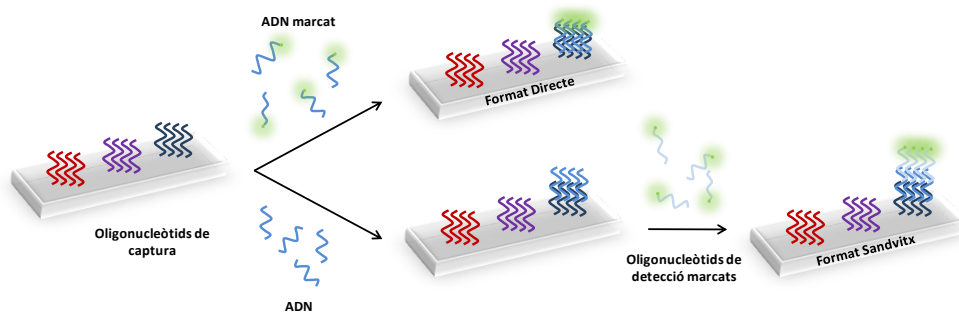 ADN marcat
Format Directe
Oligonucleòtids de
captura
ADN
Oligonucleòtids de
detecció marcats
Format Sandvitx